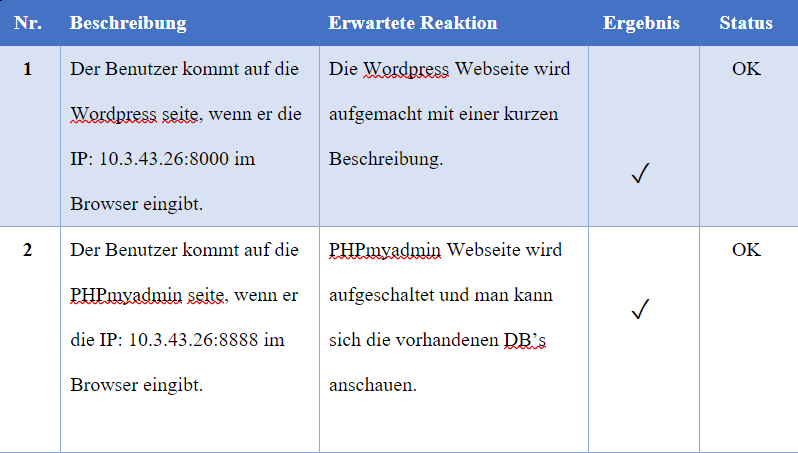 Nr. Beschreibung Erwartete Reaktion Ergebnis Status
1 Der Benutzer kommt auf die Die Wordpress Webseite wird OK
Wordpress seite, wenn er die aufgemacht mit einer kurzen
IP: 10.3.43.26:8000 im Beschreibung.
Browser eingibt. ✓
2 Der Benutzer kommt auf die PHPmyadmin Webseite wird OK
PHPmyadmin seite, wenn er aufgeschaltet und man kann ✓
die IP: 10.3.43.26:8888 im sich die vorhandenen DB’s
Browser eingibt. anschauen.